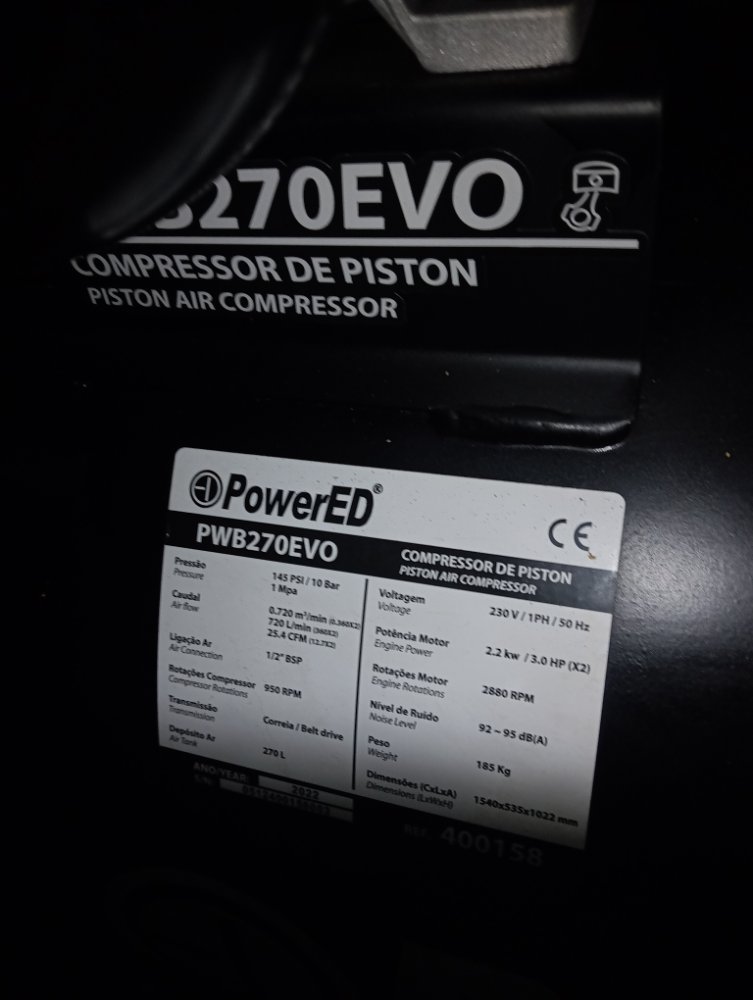 B270EVO
COMPRESSOR DE PISTON
PISTON AIR COMPRESSOR
PowerED®
CE
PWB270EVO
COMPRESSOR DE PISTON
PISTON AIR COMPRESSOR
Pressão
Pressure
145 PSI / 10 Bar
1 Mpa
Caudal
Air flow
0.720 m³/min (0.360X2)
720 L/min (360X2)
25.4 CFM (12.7X2)
Ligação Ar
Air Connection
1/2" BSP
Rotações Compressor
Compressor Rotations
950 RPM
Transmissão
Transmission
Correia / Belt drive
Depósito Ar
Air Tank
270 L
Voltagem
Voltage
230 V / 1PH / 50 Hz
Potência Motor
Engine Power
2.2 kw / 3.0 HP (X2)
Rotações Motor
Engine Rotations
2880 RPM
Nível de Ruído
Noise Level
92 ~ 95 dB(A)
Peso
Weight
185 Kg
Dimensões (CxLxA)
Dimensions (LxWxH)
1540x535x1022 mm
ANO/YEAR: 2022
S/Nº:
REF. 400158